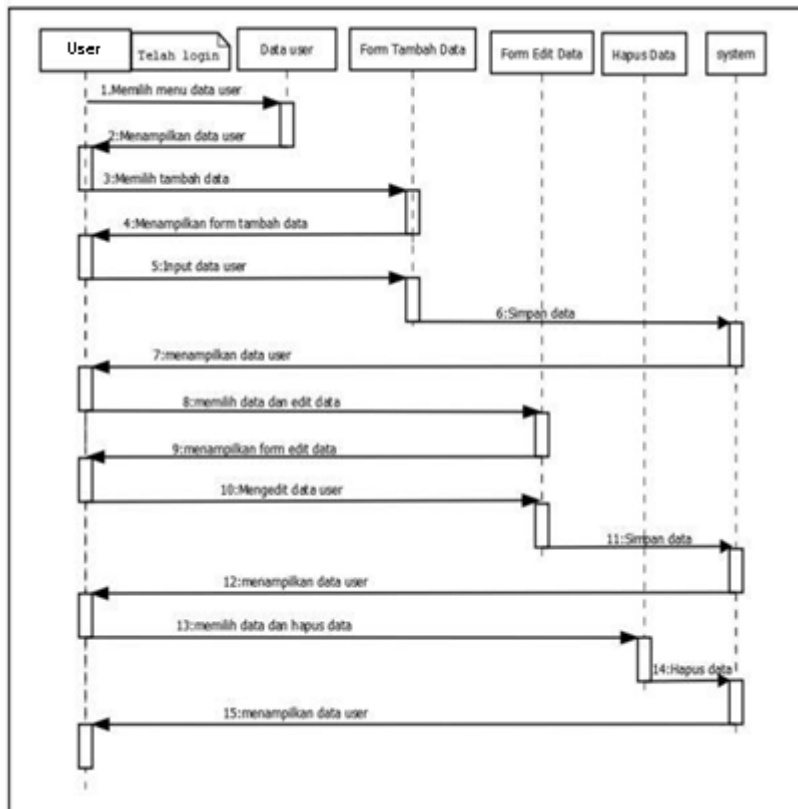 User
Telah login
Data user
Form Tambah Data
Form Edit Data
Hapus Data
system
1.Memilih menu data user
2:Menampilkan data user
3:Memilih tambah data
4:Menampilkan form tambah data
5:Input data user
6:Simpan data
7:menampilkan data user
8:memilih data dan edit data
9:menampilkan form edit data
10:Mengedit data user
11:Simpan data
12:menampilkan data user
13:memilih data dan hapus data
14:Hapus data
15:menampilkan data user